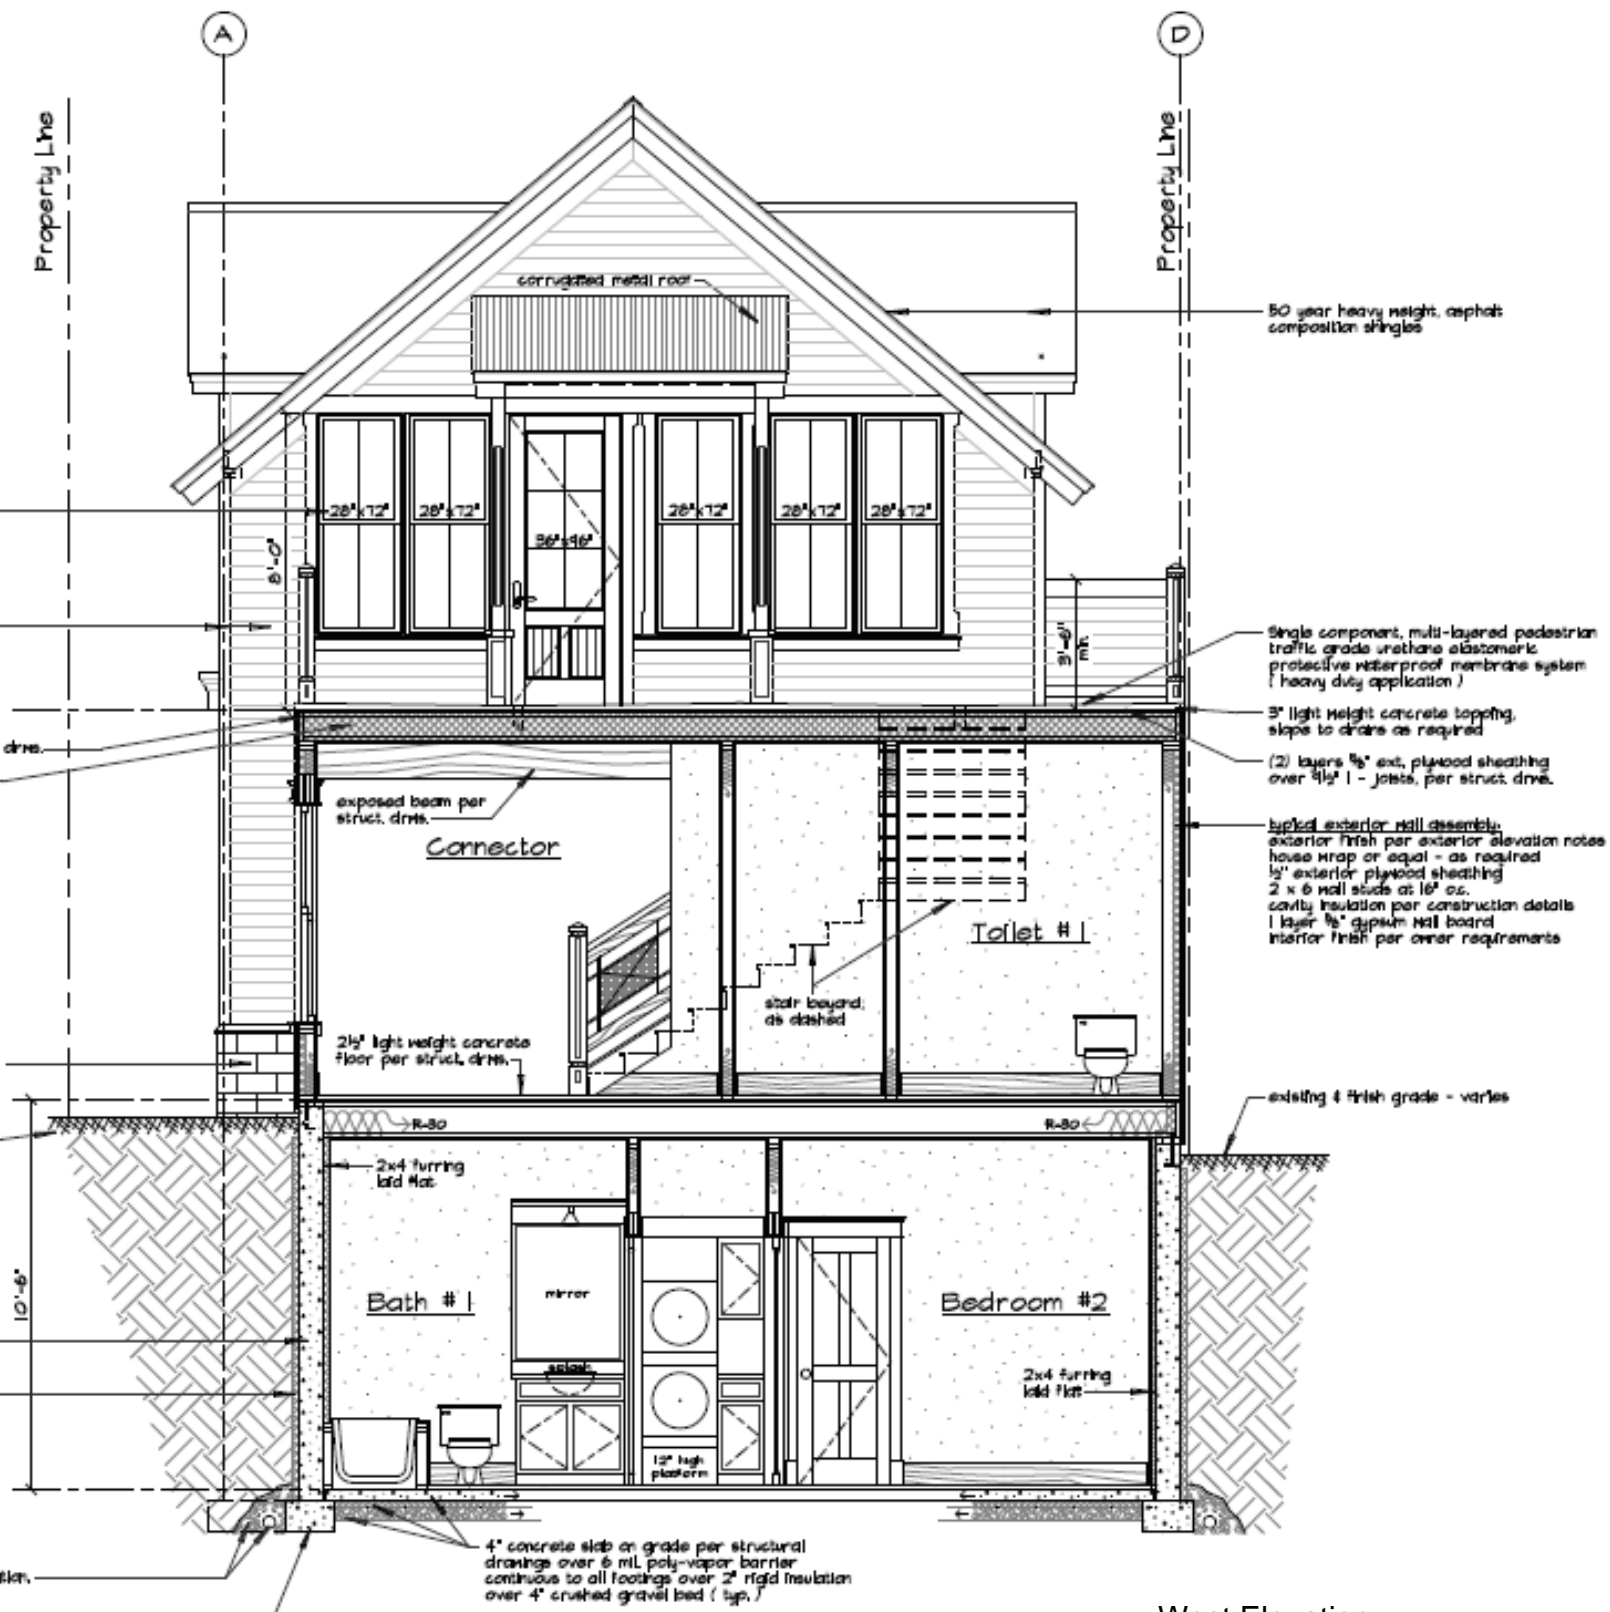 A
D
Property Line
Property Line
corrugated metal roof
50 year heavy weight, asphalt
composition shingles
28"x72"
28"x72"
36"x96"
28"x72"
28"x72"
28"x72"
8'-0"
3'-6"
min.
Single component, multi-layered pedestrian
traffic grade urethane elastomeric
protective waterproof membrane system
( heavy duty application )
3" light weight concrete topping,
slope to drains as required
(2) layers 5/8" ext. plywood sheathing
over 9½" I - joists, per struct. drws.
drws.
exposed beam per
struct. drws.
Connector
typical exterior wall assembly:
exterior finish per exterior elevation notes
house wrap or equal - as required
½" exterior plywood sheathing
2 x 6 wall studs at 16" o.c.
cavity insulation per construction details
1 layer 5/8" gypsum wall board
interior finish per owner requirements
Toilet #1
stair beyond,
as dashed
2½" light weight concrete
floor per struct. drws.
existing & finish grade - varies
R-30
R-30
2x4 furring
laid flat
10'-6"
Bath #1
mirror
splash
Bedroom #2
2x4 furring
laid flat
12" high
platform
4" concrete slab on grade per structural
drawings over 6 mil. poly-vapor barrier
continuous to all footings over 2" rigid insulation
over 4" crushed gravel bed ( typ. )
West Elevation